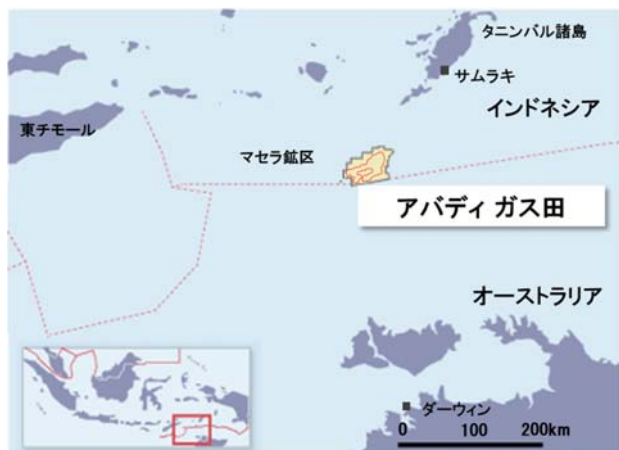 タニンバル諸島
サムラキ
インドネシア
東チモール
マセラ鉱区
アバディ ガス田
オーストラリア
ダーウィン
0 100 200km